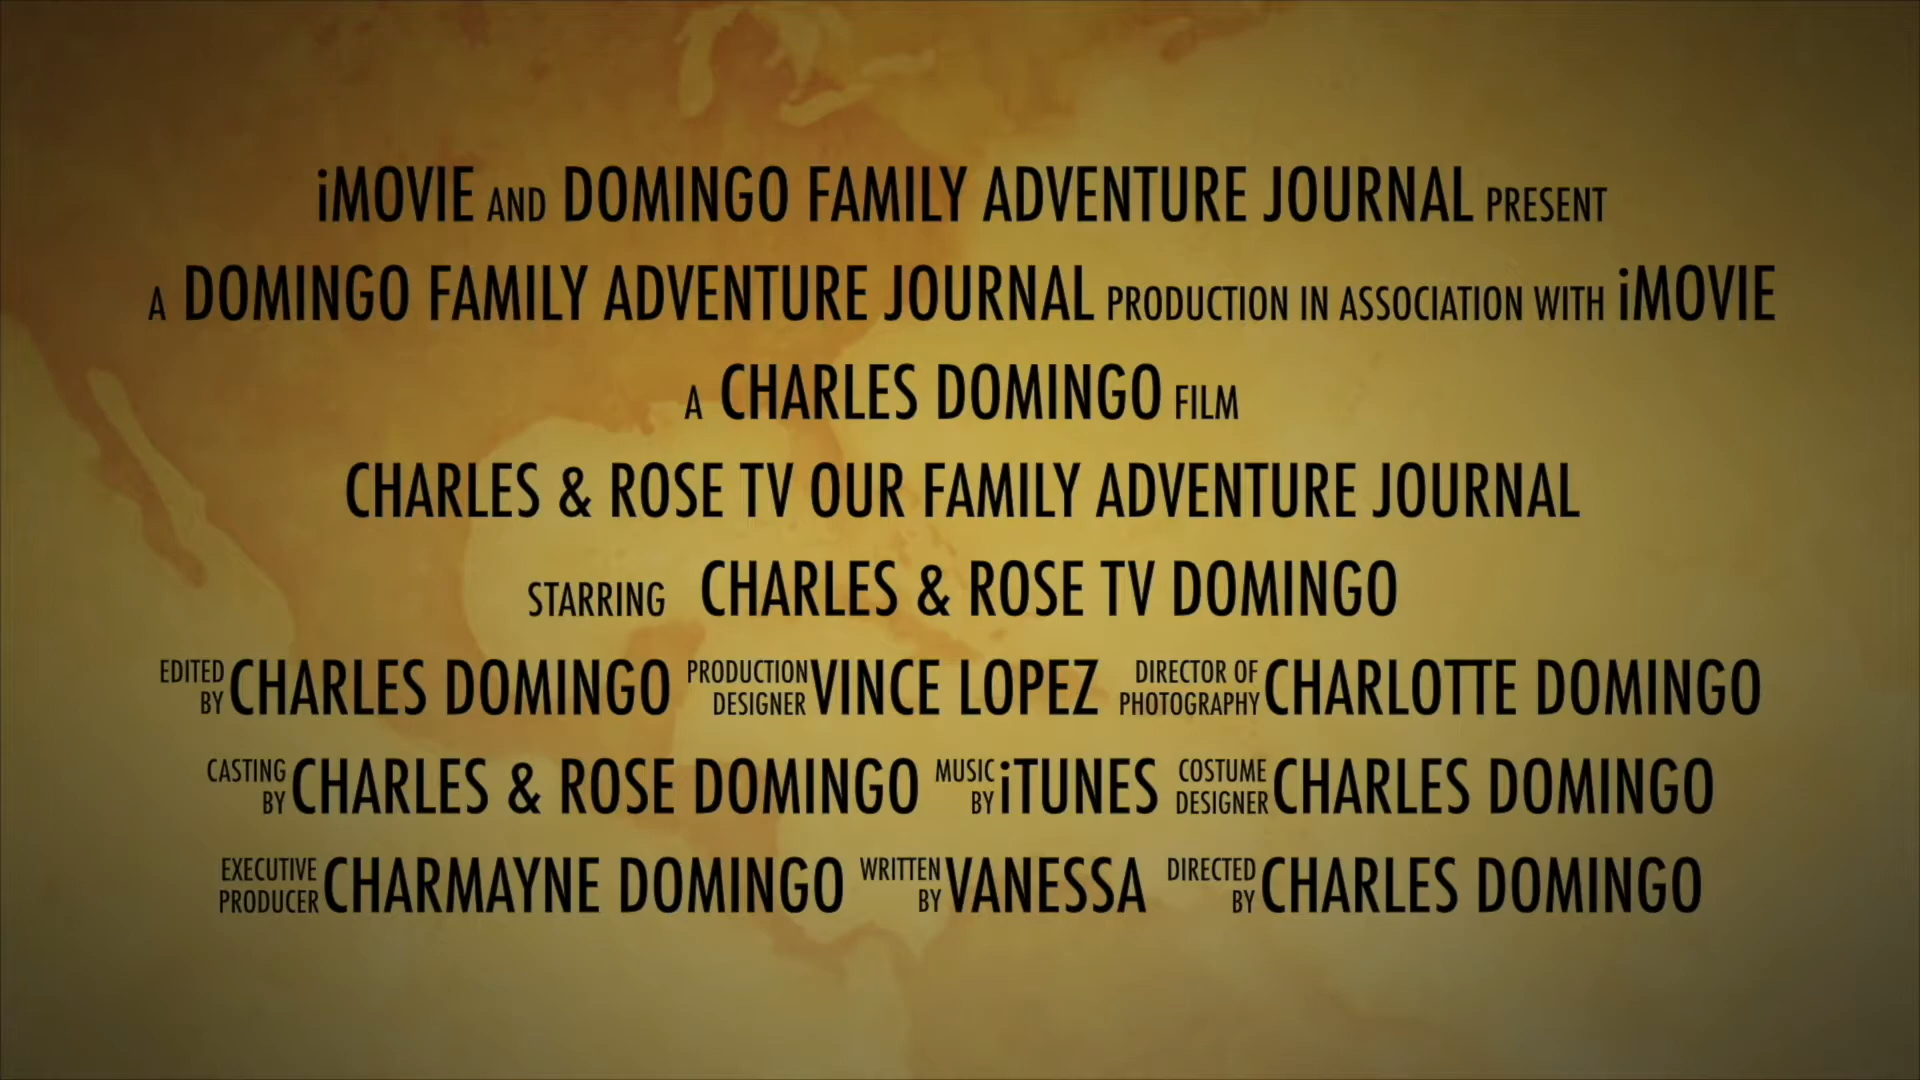 iMOVIE AND DOMINGO FAMILY ADVENTURE JOURNAL PRESENT
A DOMINGO FAMILY ADVENTURE JOURNAL PRODUCTION IN ASSOCIATION WITH iMOVIE
A CHARLES DOMINGO FILM
CHARLES & ROSE TV OUR FAMILY ADVENTURE JOURNAL
STARRING CHARLES & ROSE TV DOMINGO
EDITED BY CHARLES DOMINGO PRODUCTION DESIGNER VINCE LOPEZ DIRECTOR OF PHOTOGRAPHY CHARLOTTE DOMINGO
CASTING BY CHARLES & ROSE DOMINGO MUSIC BY iTUNES COSTUME DESIGNER CHARLES DOMINGO
EXECUTIVE PRODUCER CHARMAYNE DOMINGO WRITTEN BY VANESSA DIRECTED BY CHARLES DOMINGO